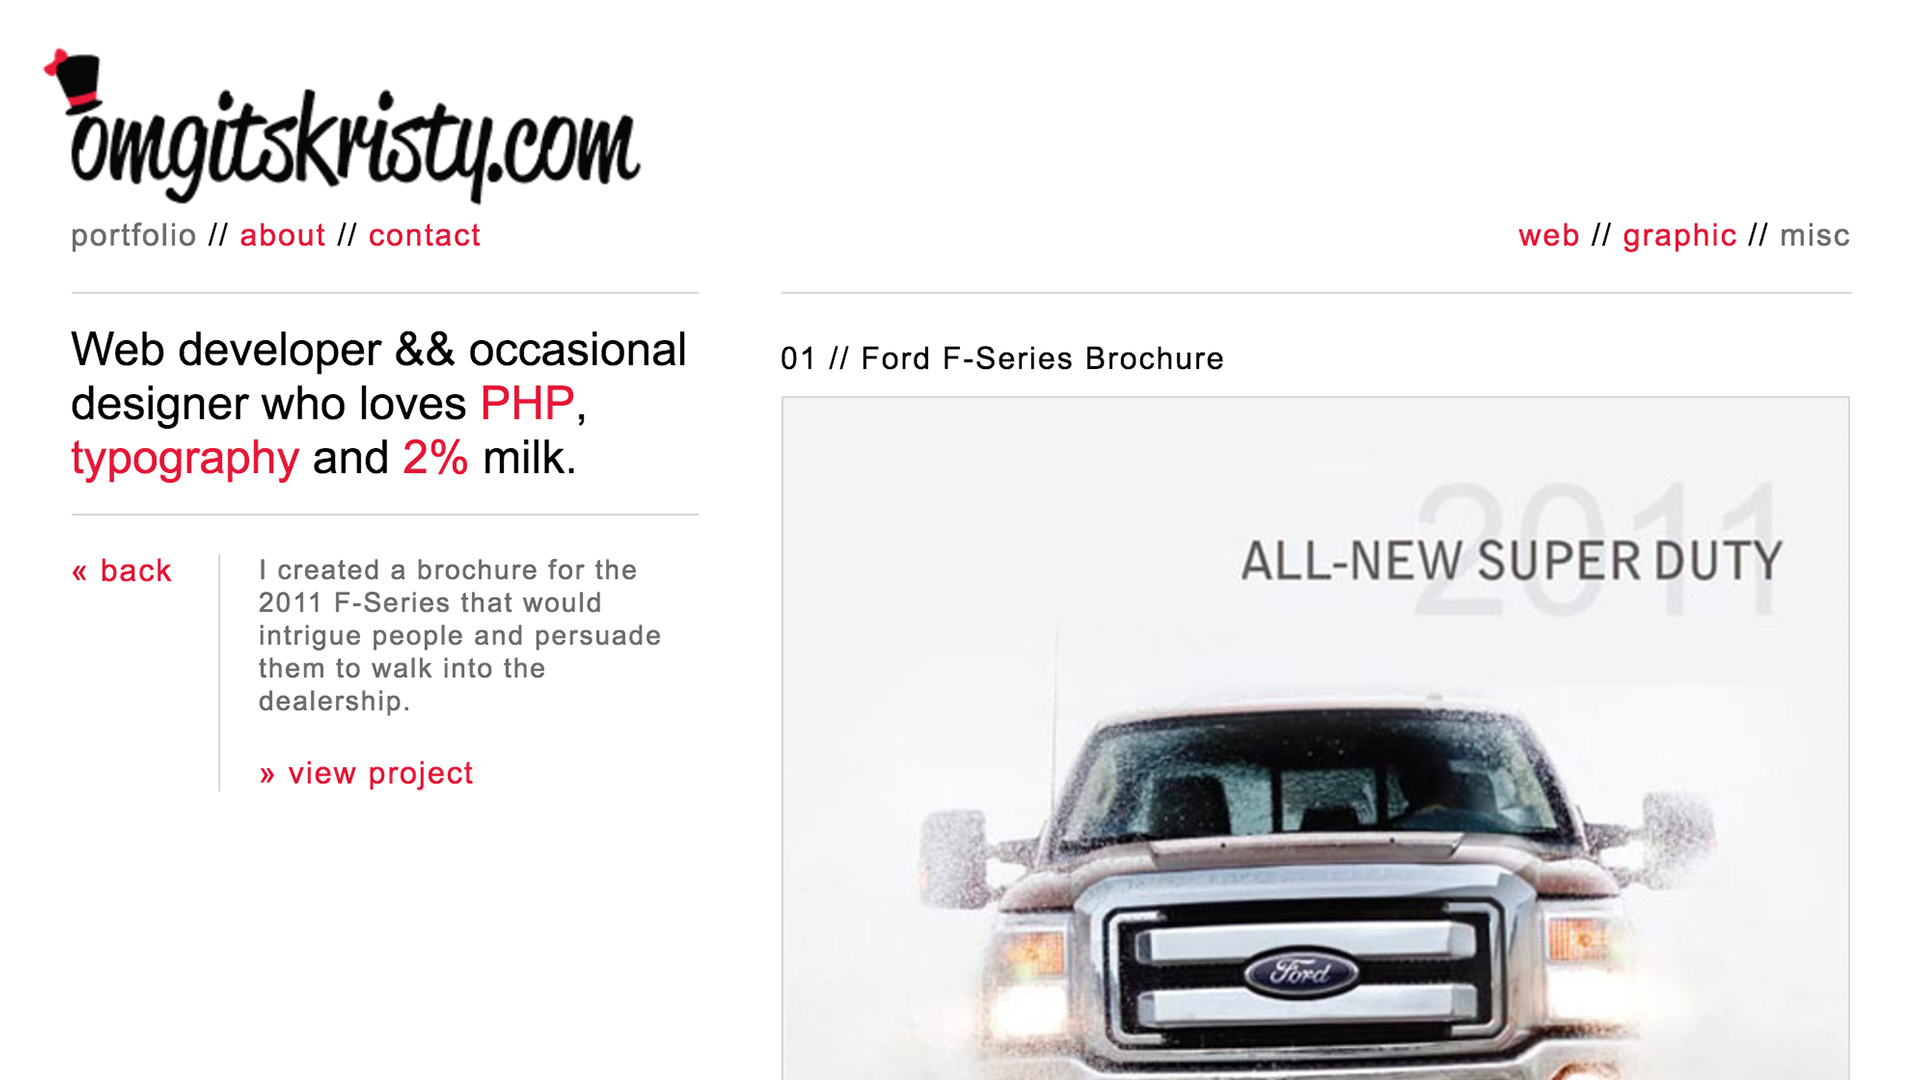 omgitskristy.com
portfolio // about // contact
web // graphic // misc
Web developer && occasional
designer who loves PHP,
typography and 2% milk.
« back
I created a brochure for the
2011 F-Series that would
intrigue people and persuade
them to walk into the
dealership.
» view project
01 // Ford F-Series Brochure
2011
ALL-NEW SUPER DUTY
Ford